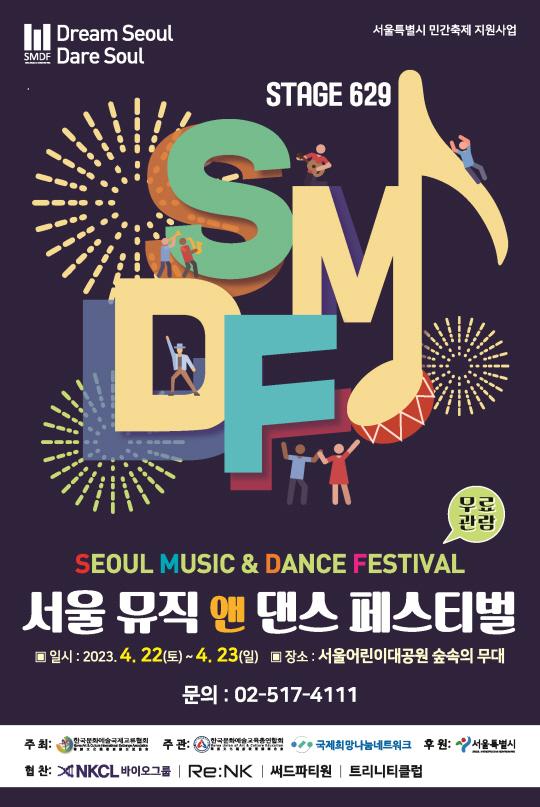 Dream Seoul
Dare Soul
SMDF
서울특별시 민간축제 지원사업
STAGE 629
SMDF
무료
관람
SEOUL MUSIC & DANCE FESTIVAL
서울 뮤직 앤 댄스 페스티벌
▣ 일시 : 2023. 4. 22(토) ~ 4. 23(일) ▣ 장소 : 서울어린이대공원 숲속의 무대
문의 : 02-517-4111
주 최 : 한국문화예술국제교류협회 주 관 : 한국문화예술교육총연합회 국제희망나눔네트워크 후 원 : 서울특별시
협 찬 : NKCL 바이오그룹 | Re:NK | 써드파티원 | 트리니티클럽